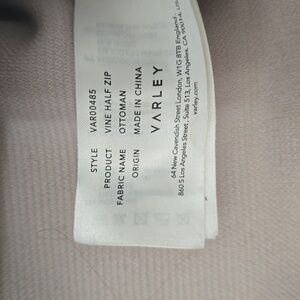 STYLE VAR00485
PRODUCT VINE HALF ZIP
FABRIC NAME OTTOMAN
ORIGIN MADE IN CHINA
VARLEY
64 New Cavendish Street London, W1G 8TB England
860 S Los Angeles Street, Suite 513, Los Angeles, CA
varley.com